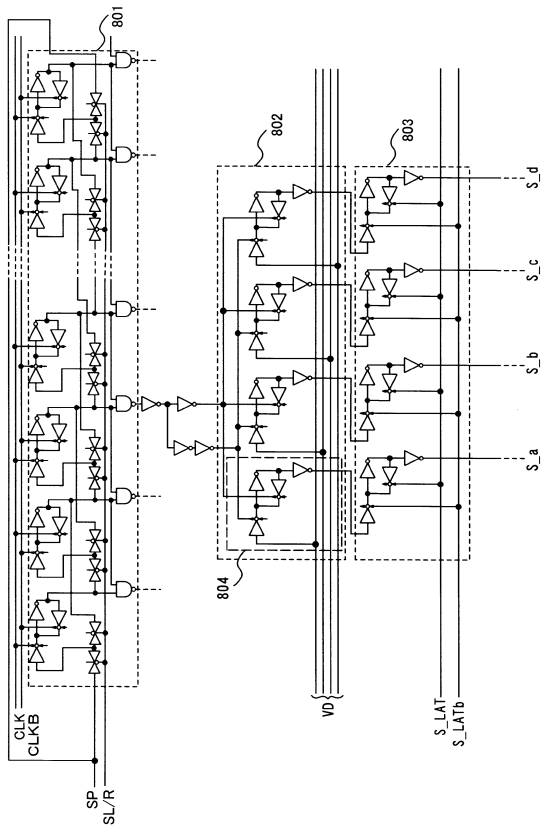 801
CLK
CLKB
SP
SL/R
802
804
VD
803
S_LAT
S_LATb
S_a
S_b
S_c
S_d